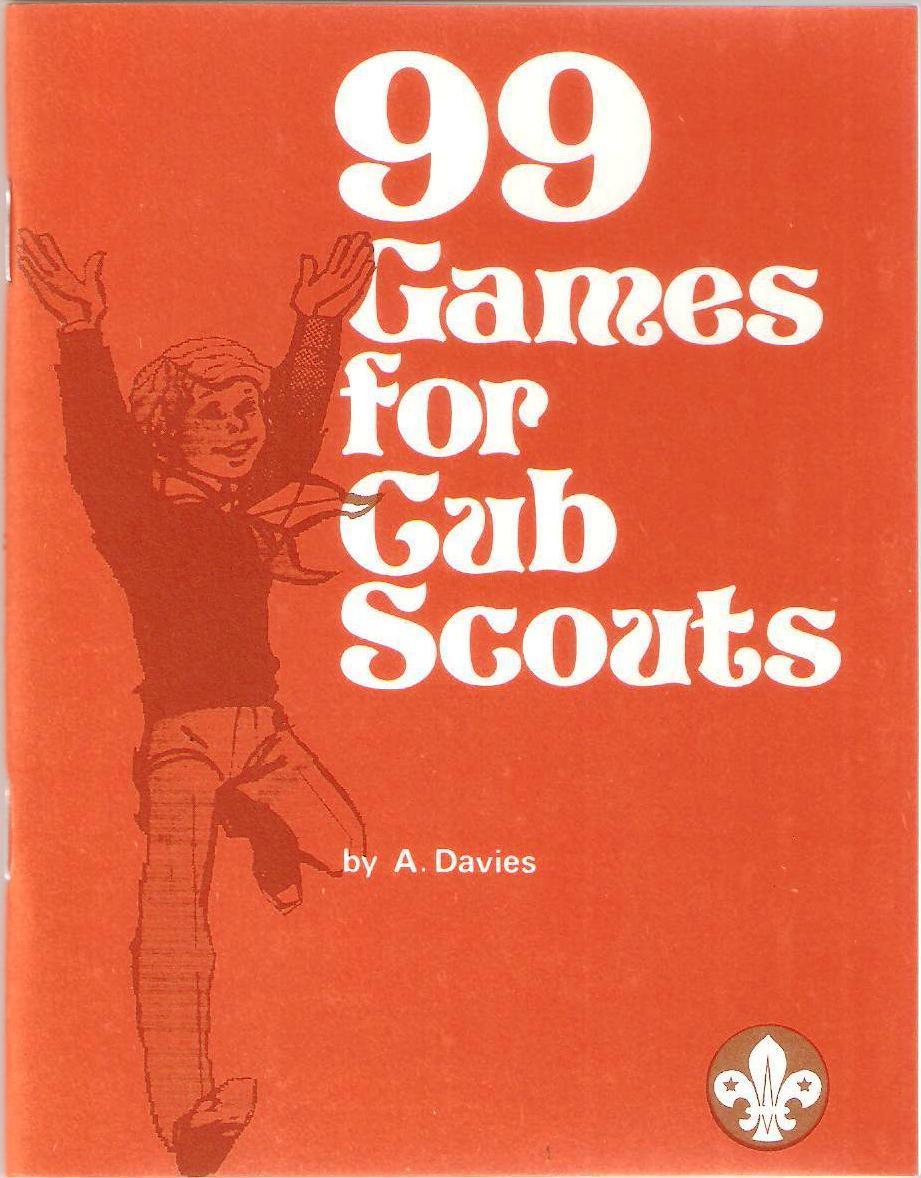 99
Games
for
Cub
Scouts
by A. Davies